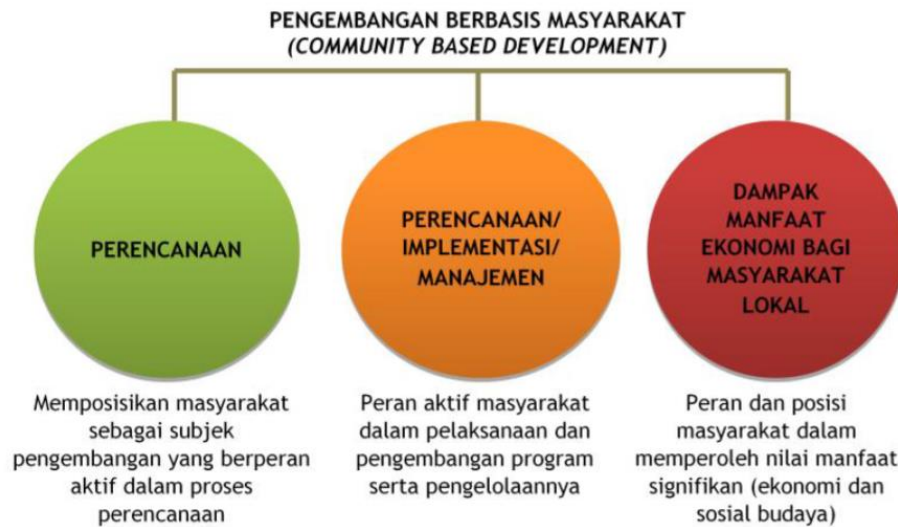 PENGEMBANGAN BERBASIS MASYARAKAT
(COMMUNITY BASED DEVELOPMENT)
PERENCANAAN
Memposisikan masyarakat
sebagai subjek
pengembangan yang berperan
aktif dalam proses
perencanaan
PERENCANAAN/
IMPLEMENTASI/
MANAJEMEN
Peran aktif masyarakat
dalam pelaksanaan dan
pengembangan program
serta pengelolaannya
DAMPAK
MANFAAT
EKONOMI BAGI
MASYARAKAT
LOKAL
Peran dan posisi
masyarakat dalam
memperoleh nilai manfaat
signifikan (ekonomi dan
sosial budaya)